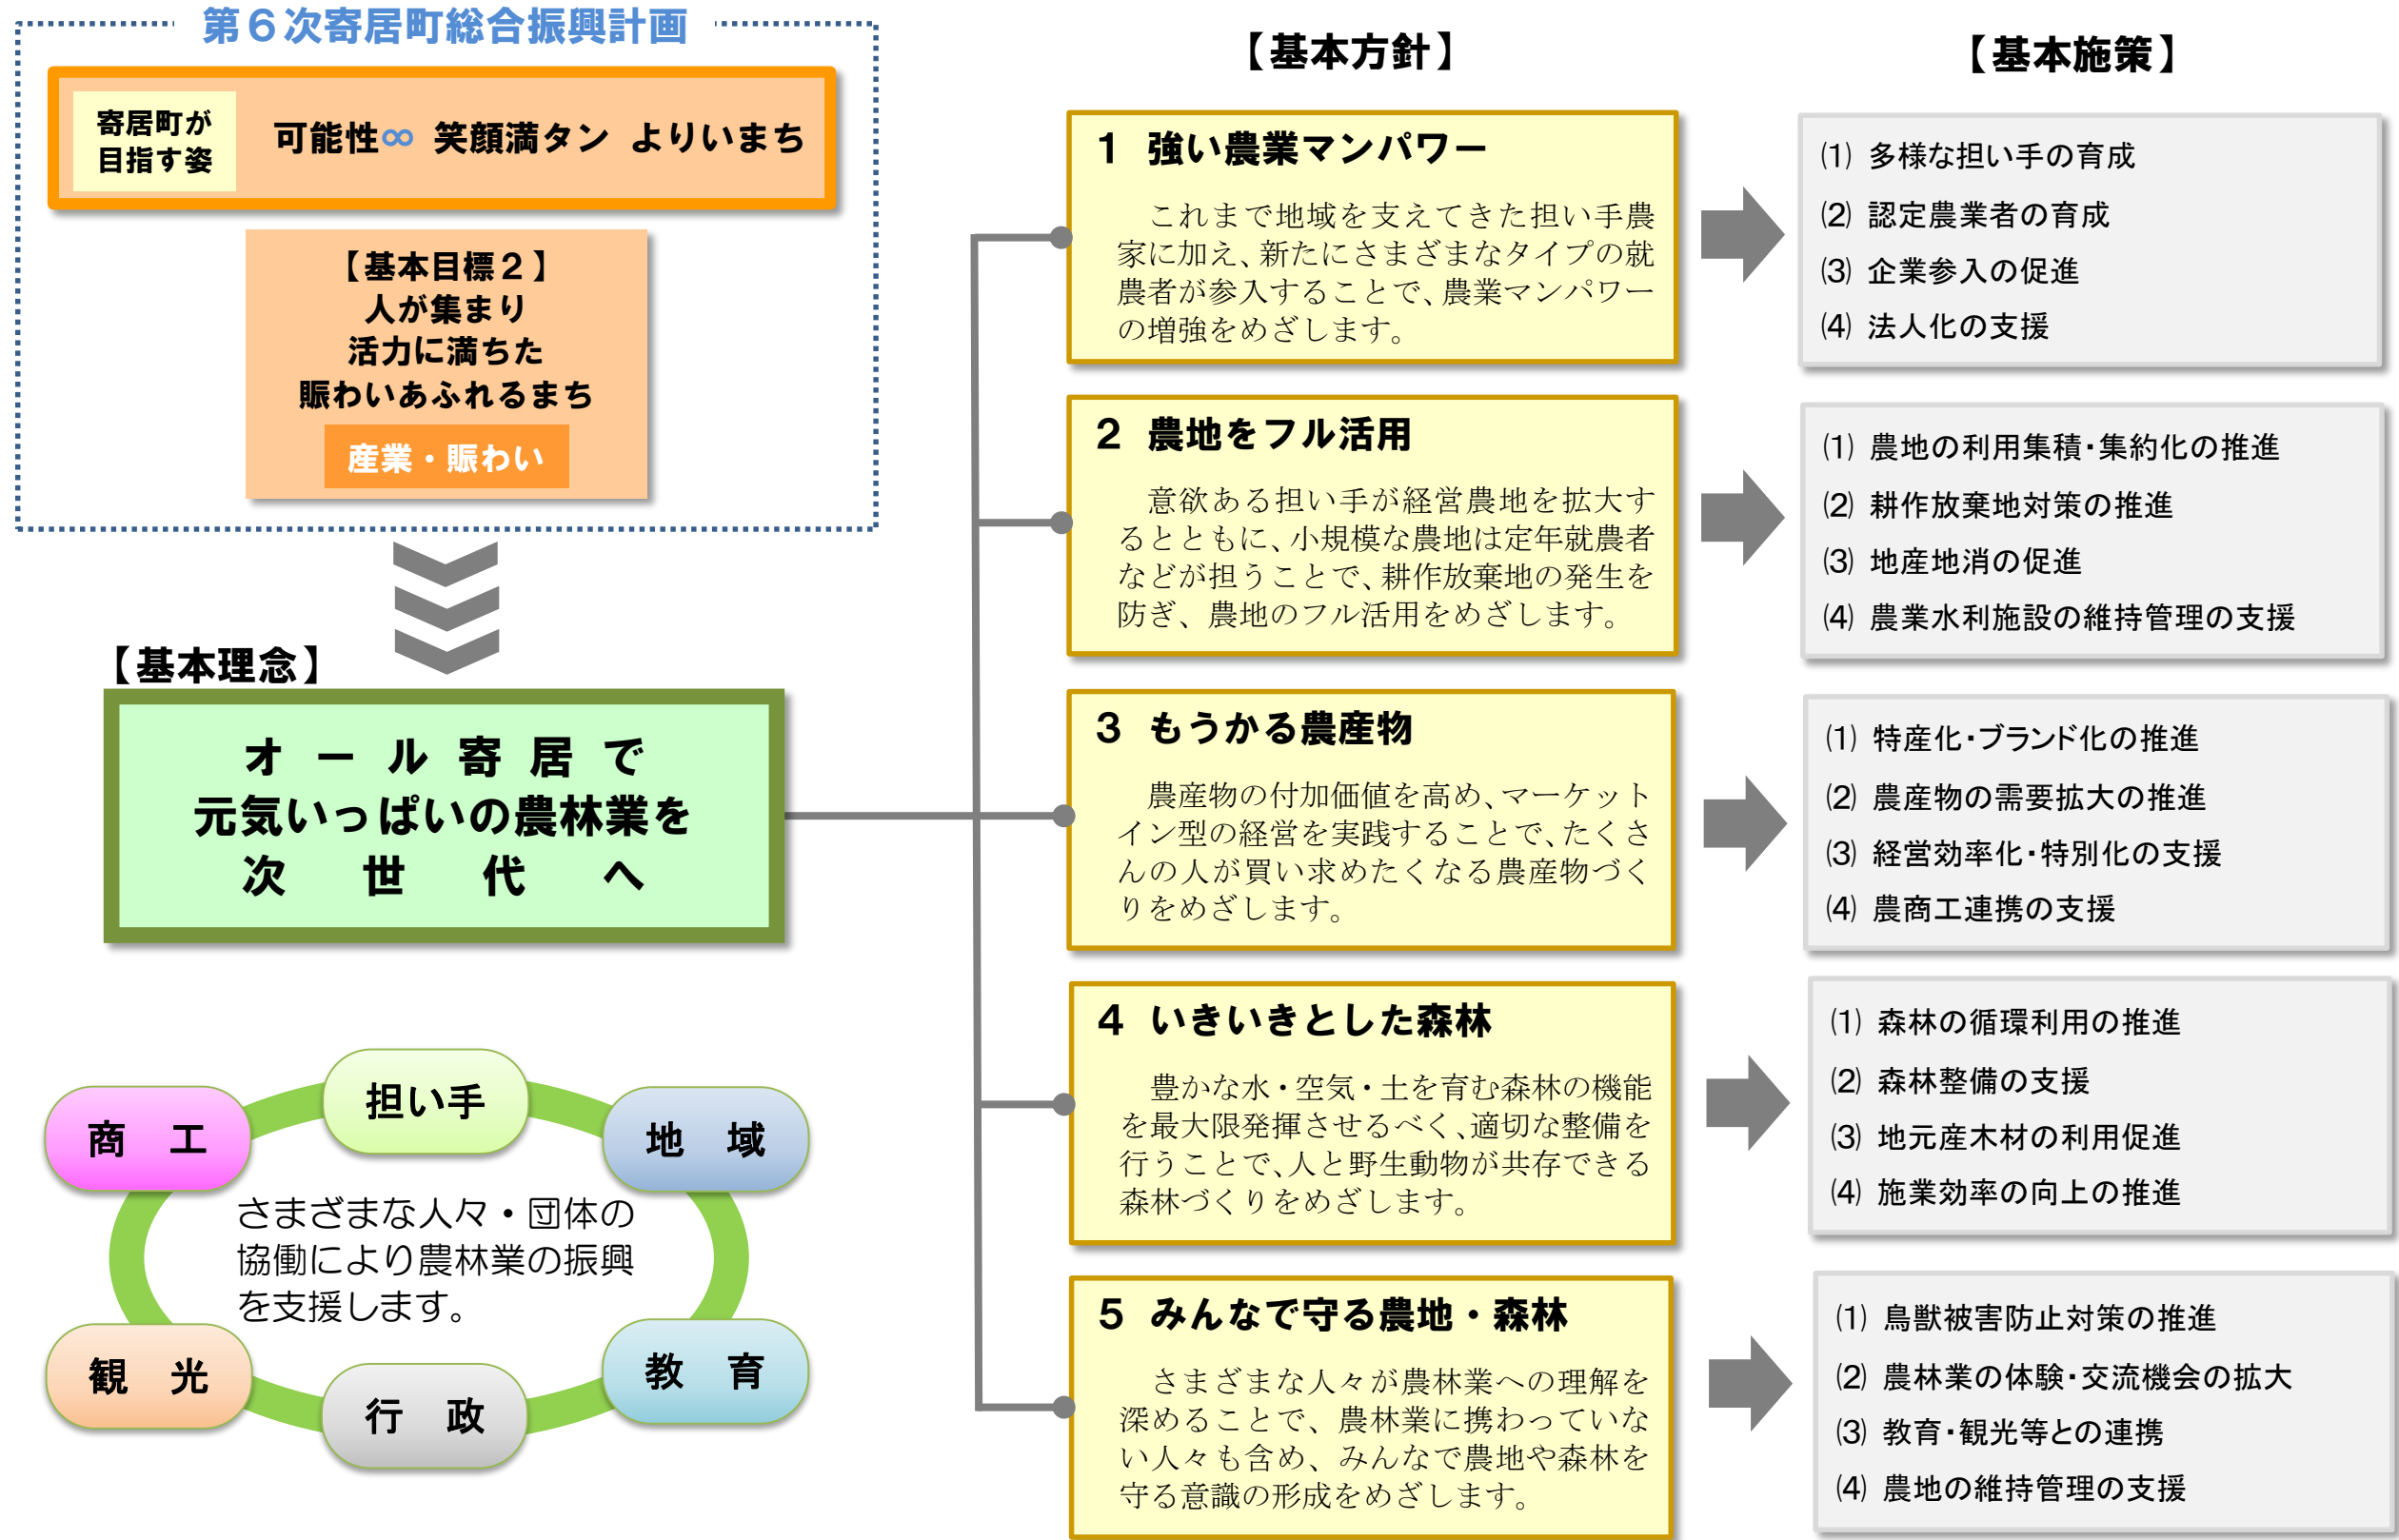 第６次寄居町総合振興計画
寄居町が
目指す姿
可能性∞ 笑顔満タン よりいまち
【基本目標２】
人が集まり
活力に満ちた
賑わいあふれるまち
産業・賑わい
【基本理念】
オール寄居で
元気いっぱいの農林業を
次世代へ
商工
担い手
地域
さまざまな人々・団体の
協働により農林業の振興
を支援します。
観光
行政
教育
【基本方針】
１ 強い農業マンパワー
これまで地域を支えてきた担い手農
家に加え、新たにさまざまなタイプの就
農者が参入することで、農業マンパワー
の増強をめざします。
２ 農地をフル活用
意欲ある担い手が経営農地を拡大す
るとともに、小規模な農地は定年就農者
などが担うことで、耕作放棄地の発生を
防ぎ、農地のフル活用をめざします。
３ もうかる農産物
農産物の付加価値を高め、マーケット
イン型の経営を実践することで、たくさ
んの人が買い求めたくなる農産物づく
りをめざします。
４ いきいきとした森林
豊かな水・空気・土を育む森林の機能
を最大限発揮させるべく、適切な整備を
行うことで、人と野生動物が共存できる
森林づくりをめざします。
５ みんなで守る農地・森林
さまざまな人々が農林業への理解を
深めることで、農林業に携わっていな
い人々も含め、みんなで農地や森林を
守る意識の形成をめざします。
【基本施策】
⑴ 多様な担い手の育成
⑵ 認定農業者の育成
⑶ 企業参入の促進
⑷ 法人化の支援
⑴ 農地の利用集積・集約化の推進
⑵ 耕作放棄地対策の推進
⑶ 地産地消の促進
⑷ 農業水利施設の維持管理の支援
⑴ 特産化・ブランド化の推進
⑵ 農産物の需要拡大の推進
⑶ 経営効率化・特別化の支援
⑷ 農商工連携の支援
⑴ 森林の循環利用の推進
⑵ 森林整備の支援
⑶ 地元産木材の利用促進
⑷ 施業効率の向上の推進
⑴ 鳥獣被害防止対策の推進
⑵ 農林業の体験・交流機会の拡大
⑶ 教育・観光等との連携
⑷ 農地の維持管理の支援